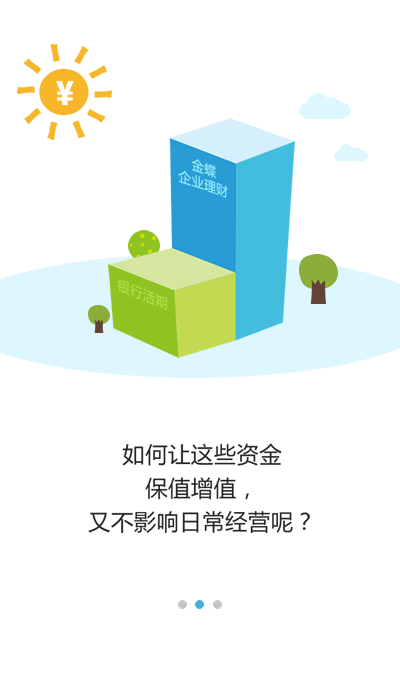 ¥
金蝶
企业理财
银行活期
如何让这些资金
保值增值，
又不影响日常经营呢？